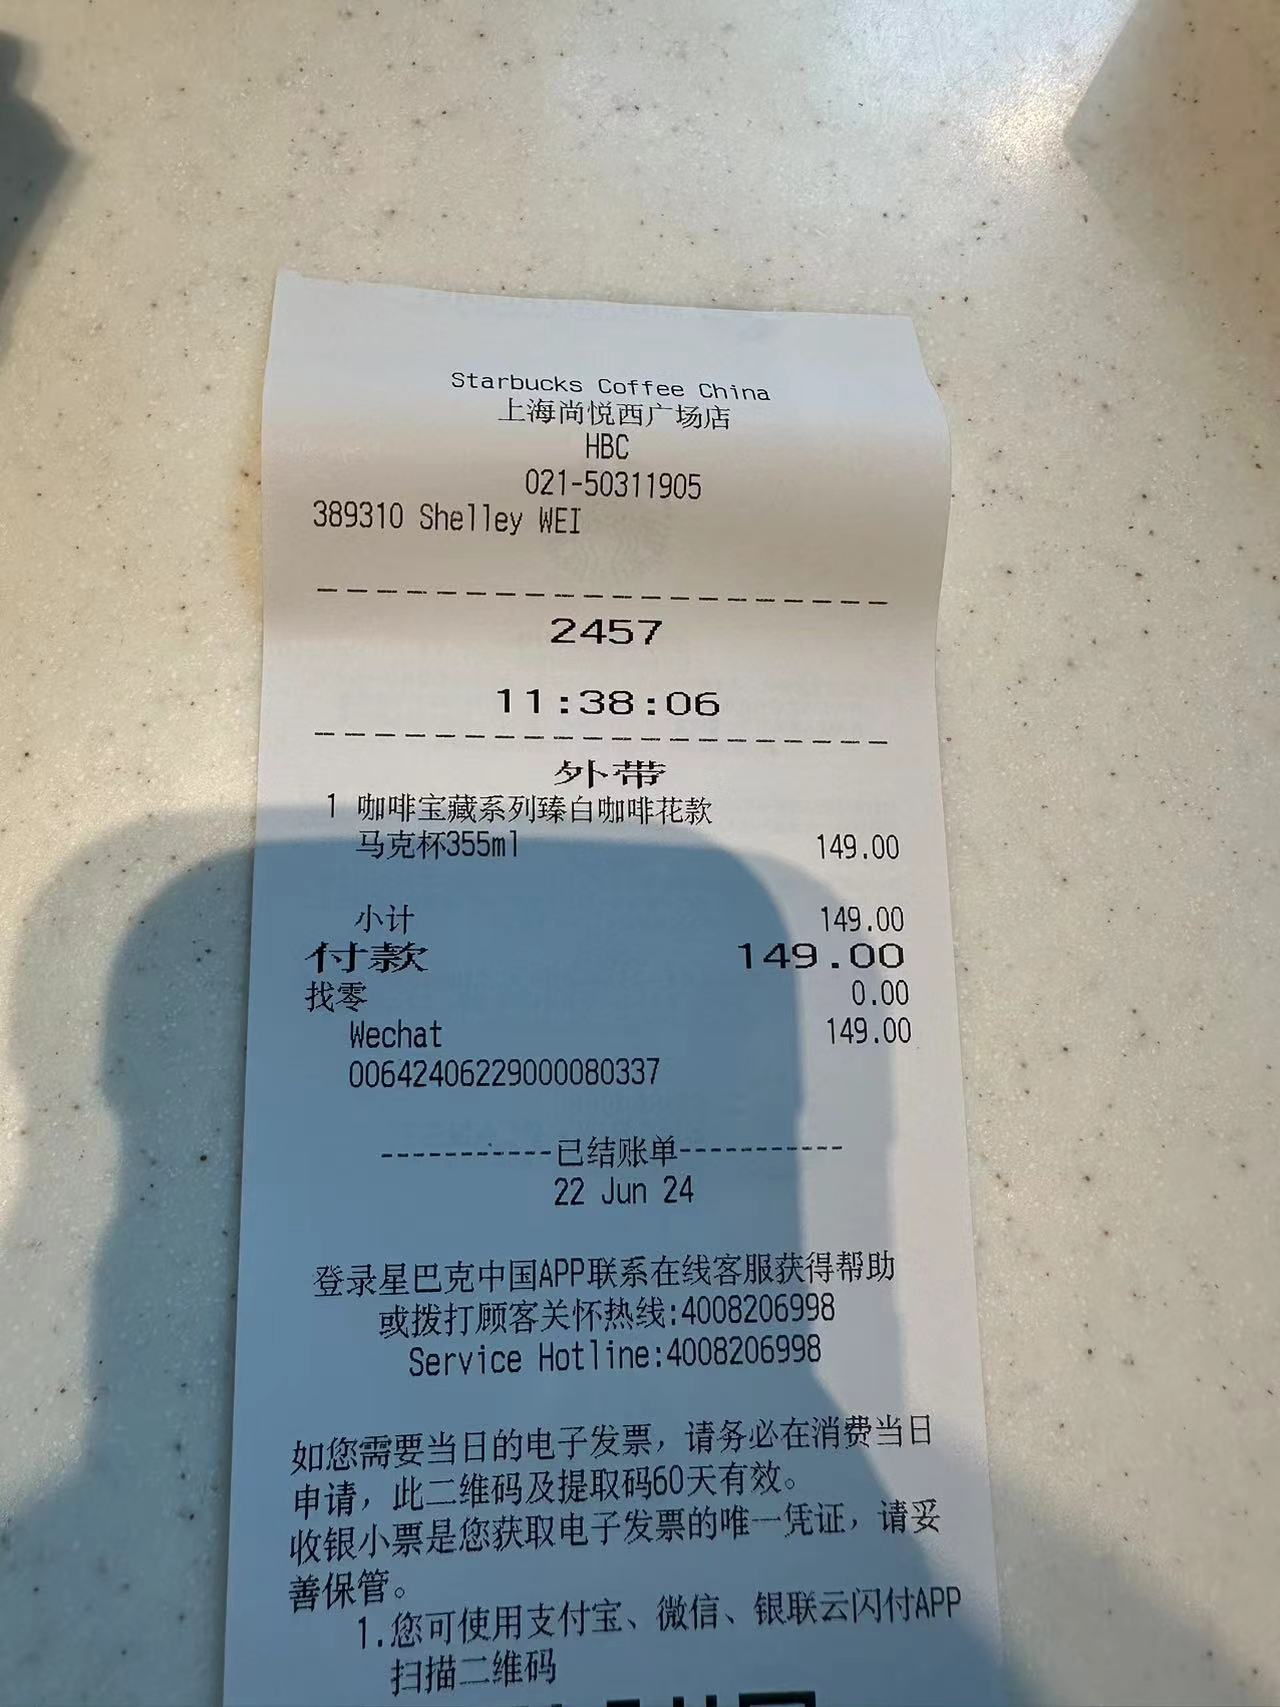 Starbucks Coffee China
上海尚悦西广场店
HBC
021-50311905
389310 Shelley WEI
--------------------
2457
11:38:06
--------------------
外带
1 咖啡宝藏系列臻白咖啡花款
马克杯355ml 149.00
小计 149.00
付款 149.00
找零 0.00
Wechat 149.00
00642406229000080337
-----------已结账单-----------
22 Jun 24
登录星巴克中国APP联系在线客服获得帮助
或拨打顾客关怀热线:4008206998
Service Hotline:4008206998
如您需要当日的电子发票，请务必在消费当日
申请，此二维码及提取码60天有效。
收银小票是您获取电子发票的唯一凭证，请妥
善保管。
1.您可使用支付宝、微信、银联云闪付APP
扫描二维码